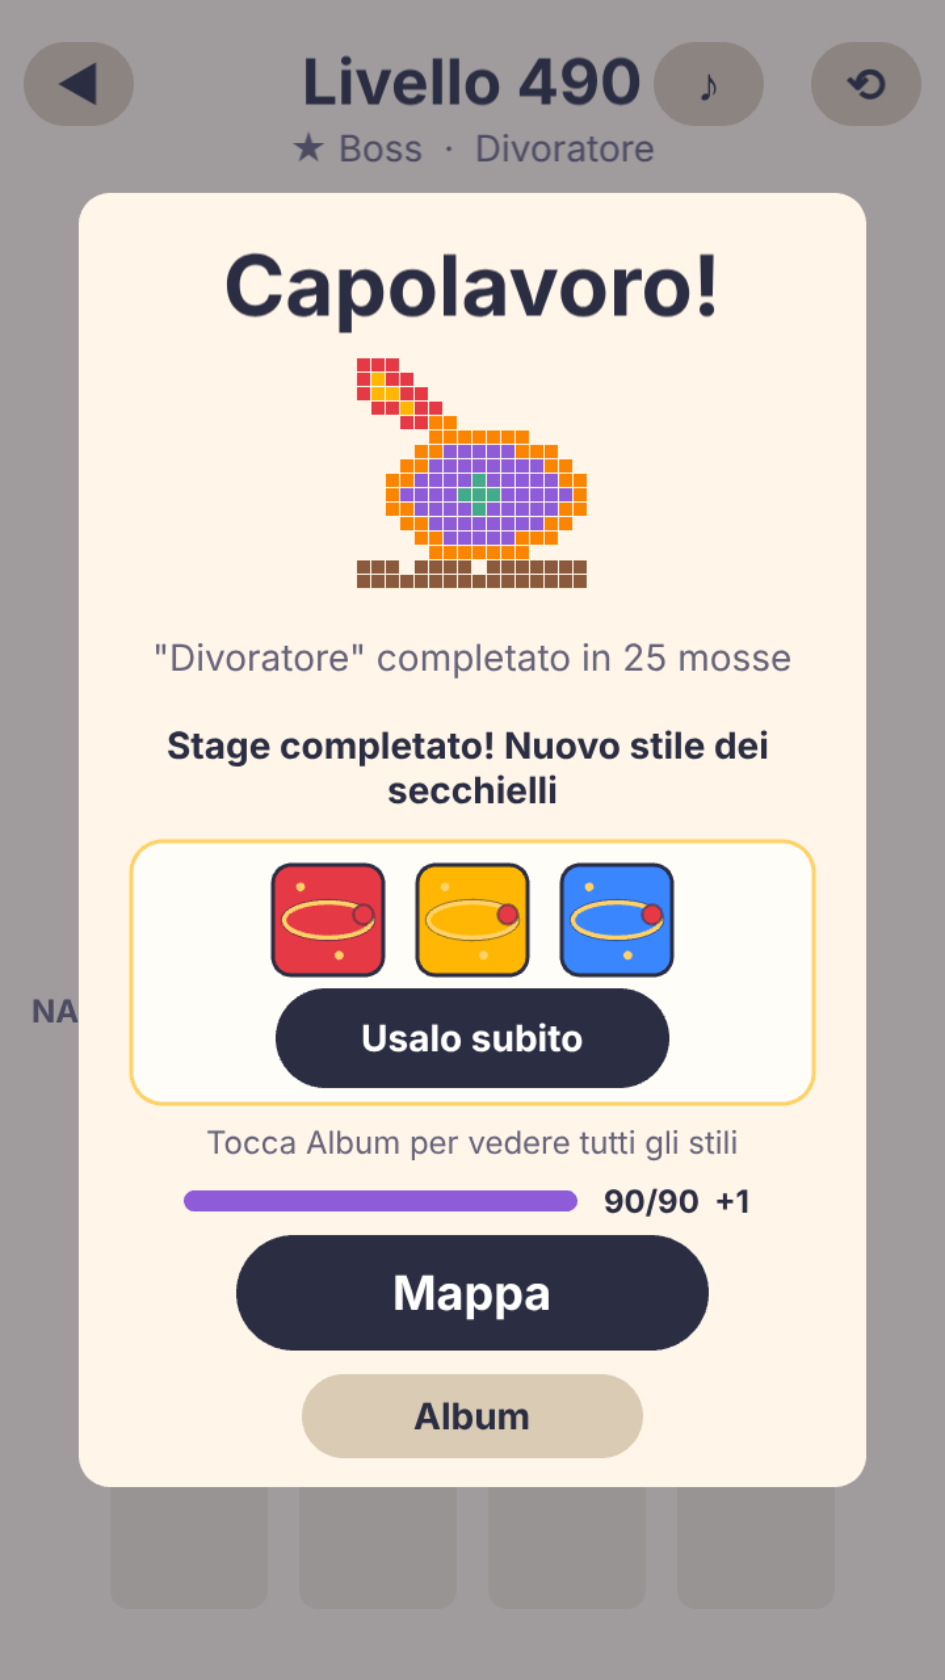 Livello 490
★ Boss · Divoratore
Capolavoro!
"Divoratore" completato in 25 mosse
Stage completato! Nuovo stile dei
secchielli
NA
Usalo subito
Tocca Album per vedere tutti gli stili
90/90 +1
Mappa
Album